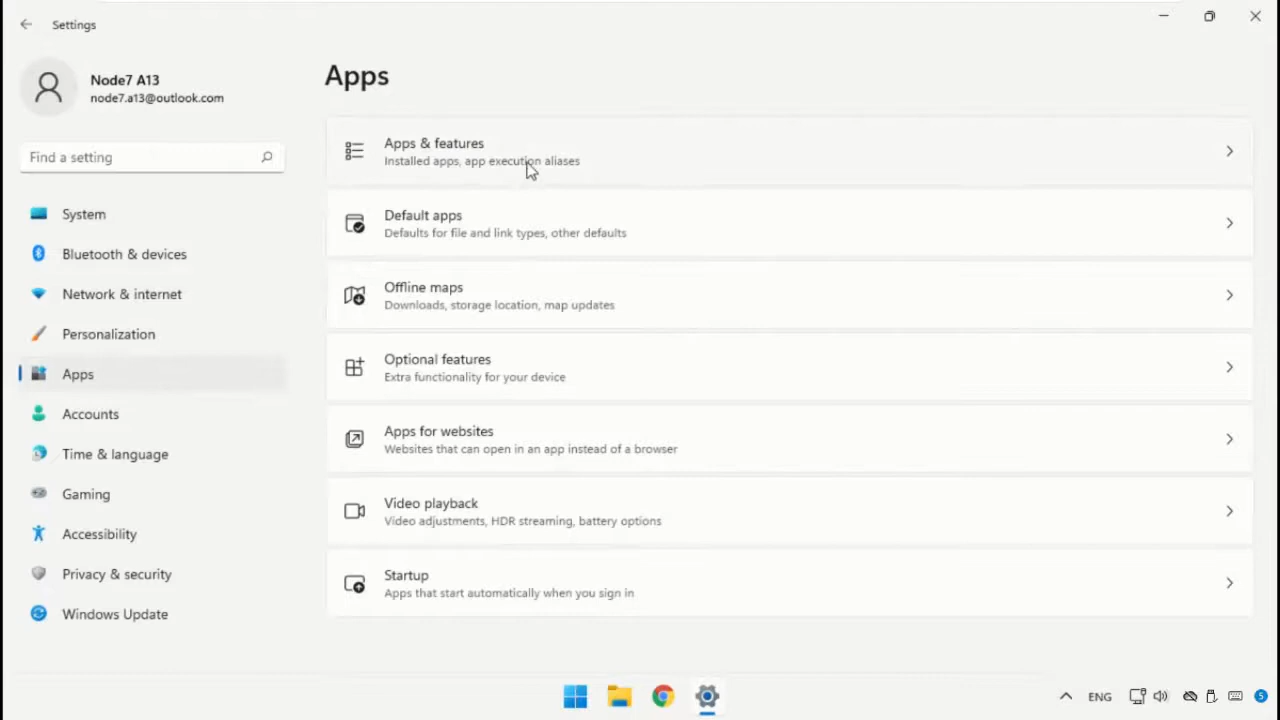 Settings
Node7 A13
node7.a13@outlook.com
Find a setting
System
Bluetooth & devices
Network & internet
Personalization
Apps
Accounts
Time & language
Gaming
Accessibility
Privacy & security
Windows Update
Apps
Apps & features
Installed apps, app execution aliases
Default apps
Defaults for file and link types, other defaults
Offline maps
Downloads, storage location, map updates
Optional features
Extra functionality for your device
Apps for websites
Websites that can open in an app instead of a browser
Video playback
Video adjustments, HDR streaming, battery options
Startup
Apps that start automatically when you sign in
ENG
5